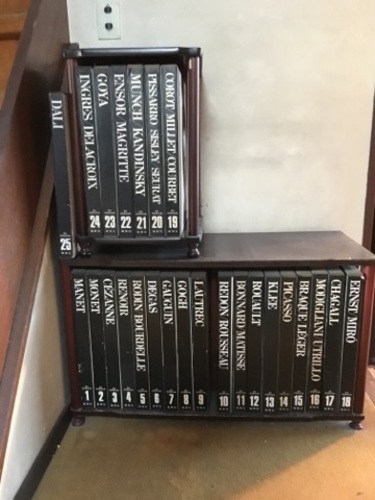 DALI 25
INGRES DELACROIX 24
GOYA 23
ENSOR MAGRITTE 22
MUNCH KANDINSKY 21
PISSARRO SISLEY SEURAT 20
COROT MILLET COURBET 19
MANET 1
MONET 2
CEZANNE 3
RENOIR 4
RODIN BOURDELLE 5
DEGAS 6
GAUGUIN 7
GOGH 8
LAUTREC 9
REDON ROUSSEAU 10
BONNARD MATISSE 11
ROUAULT 12
KLEE 13
PICASSO 14
BRAQUE LÉGER 15
MODIGLIANI UTRILLO 16
CHAGALL 17
ERNST MIRÓ 18